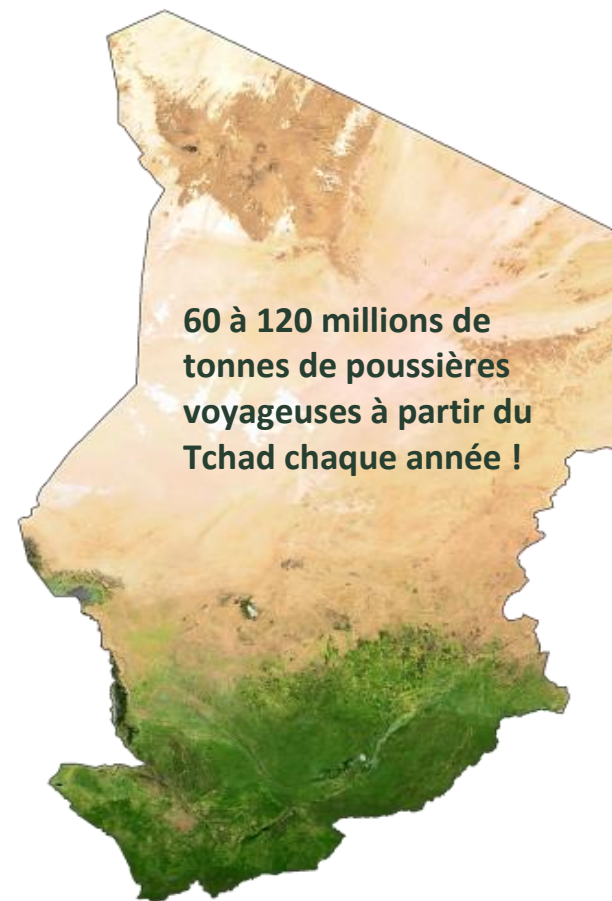 60 à 120 millions de
tonnes de poussières
voyageuses à partir du
Tchad chaque année !